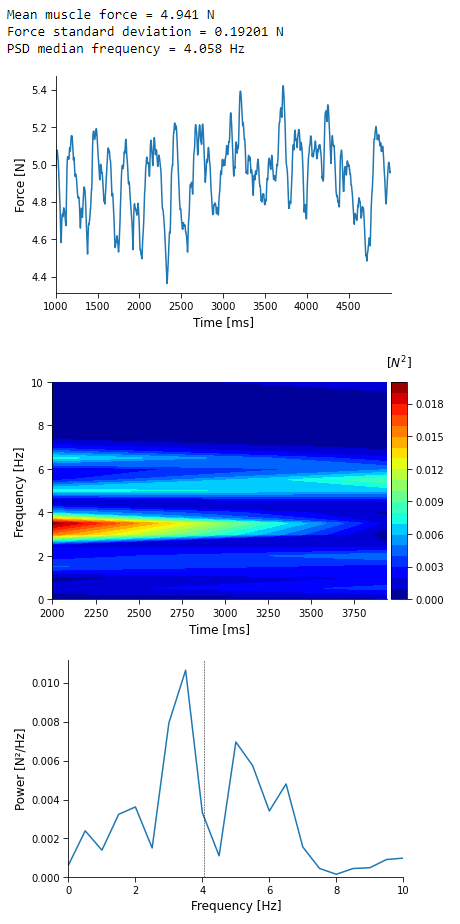 Mean muscle force = 4.941 N
Force standard deviation = 0.19201 N
PSD median frequency = 4.058 Hz
5.4
5.2
5.0
4.8
4.6
4.4
Force [N]
1000 1500 2000 2500 3000 3500 4000 4500
Time [ms]
[N²]
10
8
6
4
2
0
Frequency [Hz]
0.018
0.015
0.012
0.009
0.006
0.003
0.000
2000 2250 2500 2750 3000 3250 3500 3750
Time [ms]
0.010
0.008
0.006
0.004
0.002
0.000
Power [N²/Hz]
0 2 4 6 8 10
Frequency [Hz]